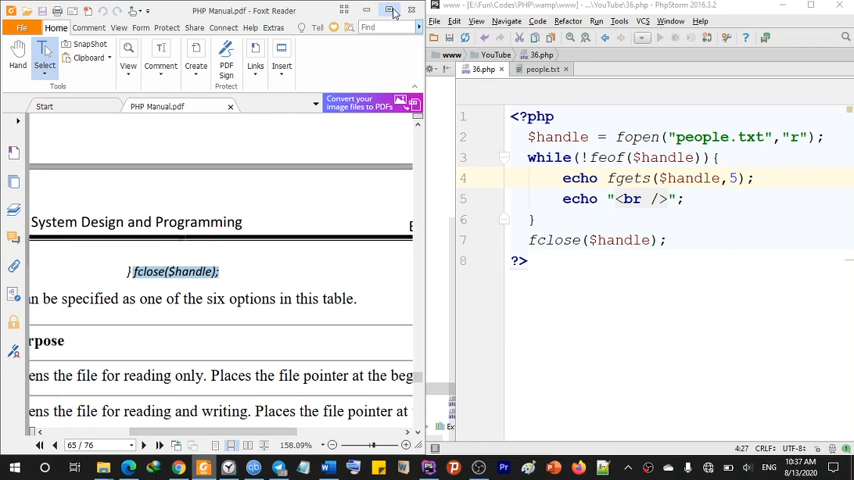 PHP Manual.pdf - Foxit Reader
File
Home
Comment
View
Form
Protect
Share
Connect
Help
Extras
Tell
Find
Hand
Select
SnapShot
Clipboard
View
Comment
Create
PDF
Sign
Links
Insert
Tools
Start
PHP Manual.pdf
Convert your
image files to PDFs
System Design and Programming
} fclose($handle);
n be specified as one of the six options in this table.
rpose
ens the file for reading only. Places the file pointer at the beg
ens the file for reading and writing. Places the file pointer at
65 / 76
158.09%
www - [E:\Fun\Codes\PHP\wamp\www] - ...\YouTube\36.php - PhpStorm 2016.3.2
File Edit View Navigate Code Refactor Run Tools VCS Window Help
www
YouTube
36.php
36.php
people.txt
1 <?php
2 $handle = fopen("people.txt","r");
3 while(!feof($handle)){
4 echo fgets($handle,5);
5 echo "<br />";
6 }
7 fclose($handle);
8 ?>
4:27 CRLF÷ UTF-8÷
ENG
10:37 AM
8/13/2020